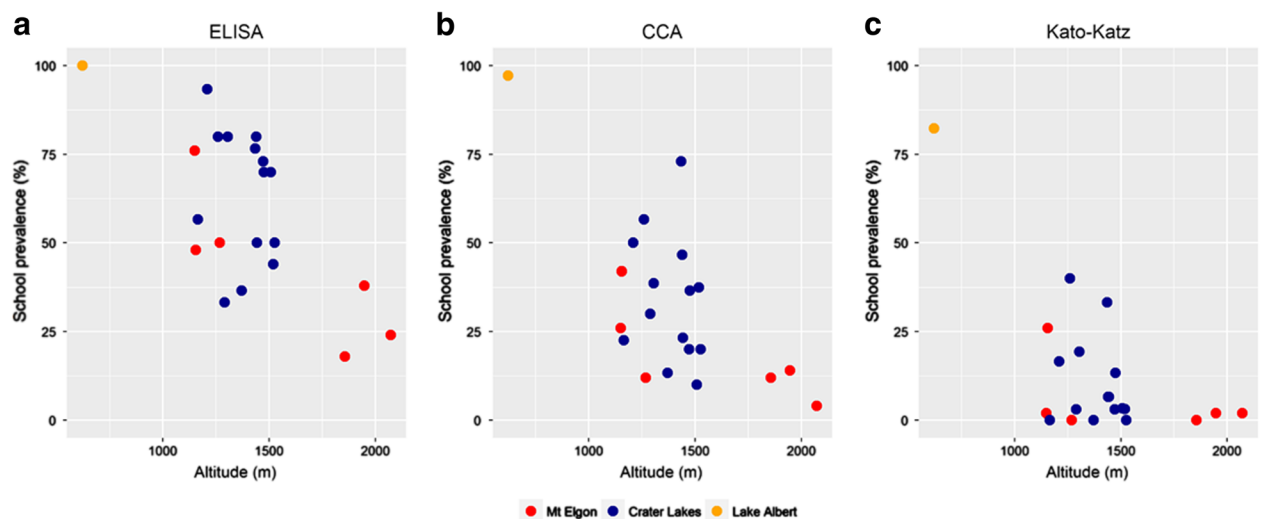 a ELISA
School prevalence (%)
100
75
50
25
0
1000 1500 2000
Altitude (m)
b CCA
School prevalence (%)
100
75
50
25
0
1000 1500 2000
Altitude (m)
c Kato-Katz
School prevalence (%)
100
75
50
25
0
1000 1500 2000
Altitude (m)
Mt Elgon Crater Lakes Lake Albert